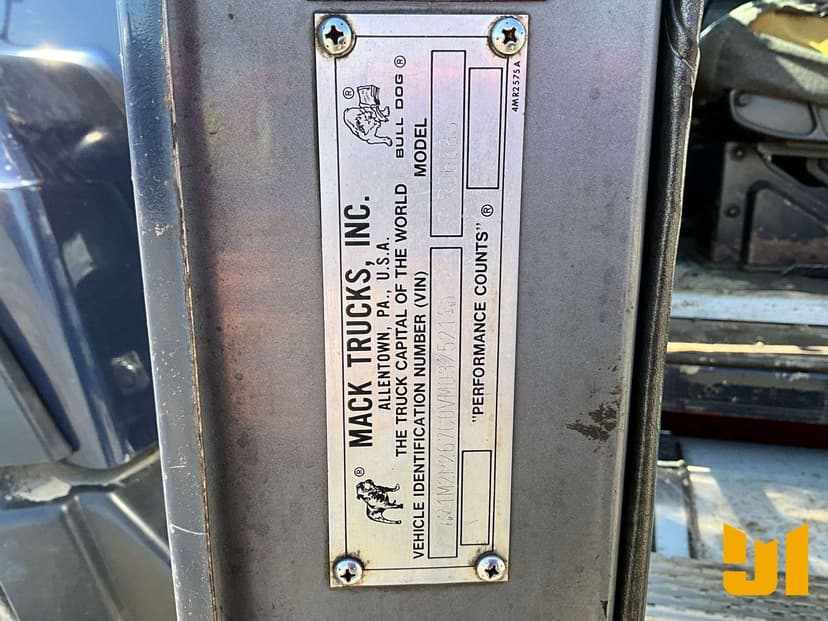 MACK TRUCKS, INC.
ALLENTOWN, PA., U.S.A.
THE TRUCK CAPITAL OF THE WORLD
BULL DOG ®
VEHICLE IDENTIFICATION NUMBER (VIN)
MODEL
"PERFORMANCE COUNTS" ®
4MR2575A